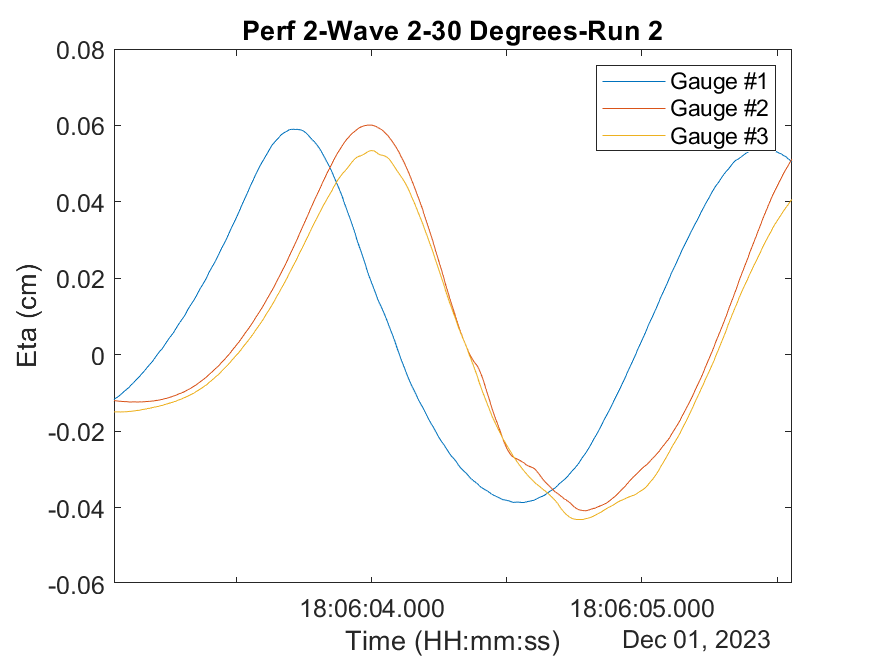 Perf 2-Wave 2-30 Degrees-Run 2
0.08
0.06
0.04
0.02
0
-0.02
-0.04
-0.06
Eta (cm)
Gauge #1
Gauge #2
Gauge #3
18:06:04.000
18:06:05.000
Time (HH:mm:ss)
Dec 01, 2023